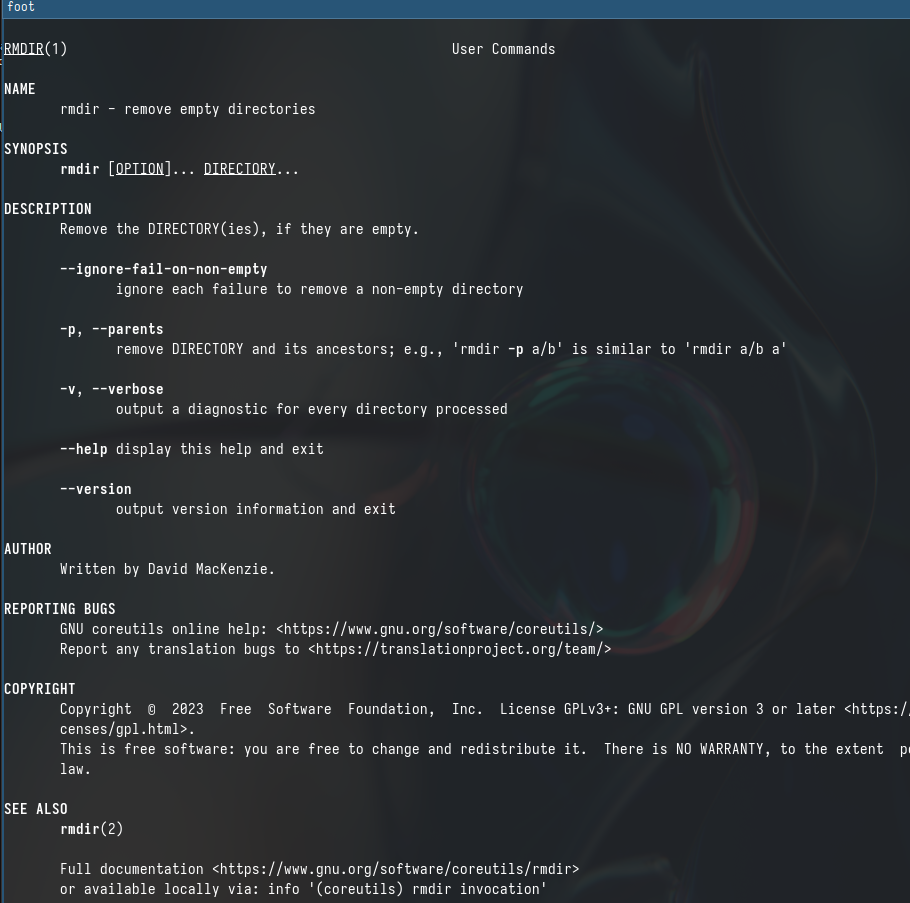 foot
RMDIR(1) User Commands
NAME
rmdir - remove empty directories
SYNOPSIS
rmdir [OPTION]... DIRECTORY...
DESCRIPTION
Remove the DIRECTORY(ies), if they are empty.
--ignore-fail-on-non-empty
ignore each failure to remove a non-empty directory
-p, --parents
remove DIRECTORY and its ancestors; e.g., 'rmdir -p a/b' is similar to 'rmdir a/b a'
-v, --verbose
output a diagnostic for every directory processed
--help display this help and exit
--version
output version information and exit
AUTHOR
Written by David MacKenzie.
REPORTING BUGS
GNU coreutils online help: <https://www.gnu.org/software/coreutils/>
Report any translation bugs to <https://translationproject.org/team/>
COPYRIGHT
Copyright © 2023 Free Software Foundation, Inc. License GPLv3+: GNU GPL version 3 or later <https:/
censes/gpl.html>.
This is free software: you are free to change and redistribute it. There is NO WARRANTY, to the extent
law.
SEE ALSO
rmdir(2)
Full documentation <https://www.gnu.org/software/coreutils/rmdir>
or available locally via: info '(coreutils) rmdir invocation'